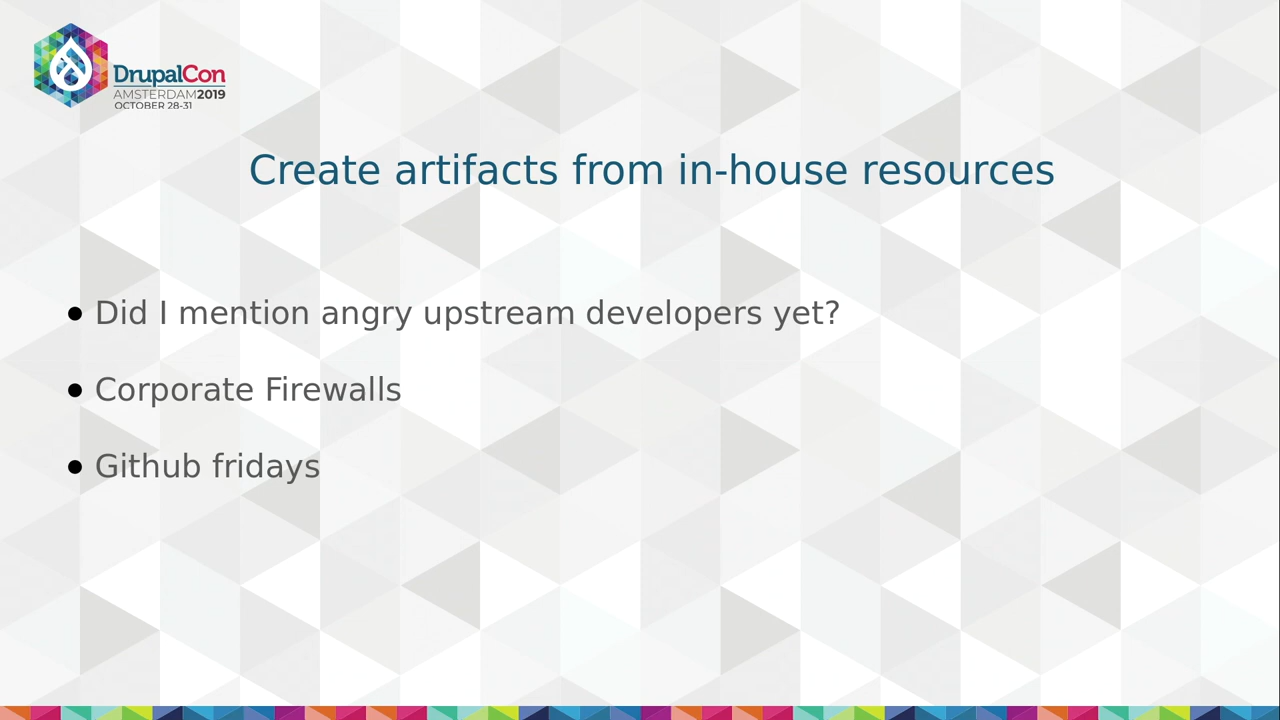 DrupalCon
AMSTERDAM2019
OCTOBER 28-31
Create artifacts from in-house resources
● Did I mention angry upstream developers yet?
● Corporate Firewalls
● Github fridays